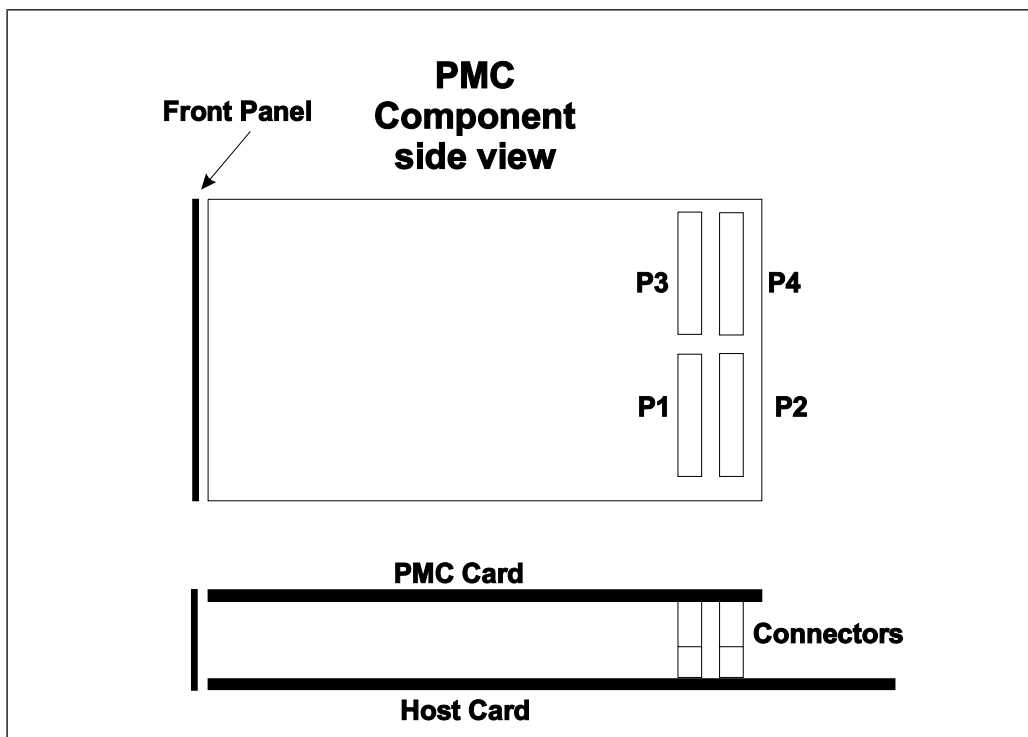 PMC
Component
side view
Front Panel
P3
P4
P1
P2
PMC Card
Connectors
Host Card